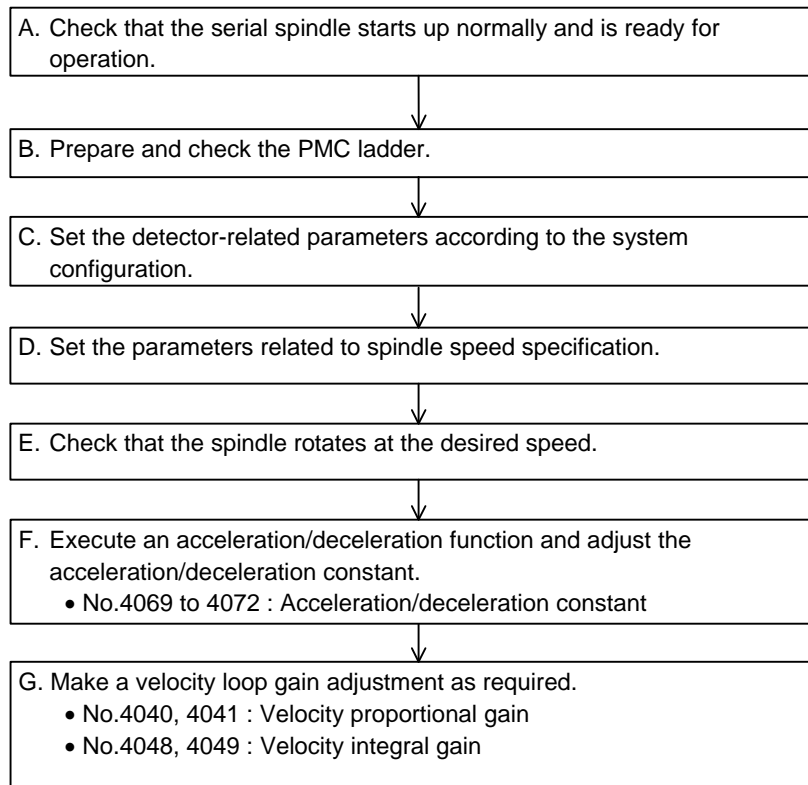 A. Check that the serial spindle starts up normally and is ready for
operation.
B. Prepare and check the PMC ladder.
C. Set the detector-related parameters according to the system
configuration.
D. Set the parameters related to spindle speed specification.
E. Check that the spindle rotates at the desired speed.
F. Execute an acceleration/deceleration function and adjust the
acceleration/deceleration constant.
• No.4069 to 4072 : Acceleration/deceleration constant
G. Make a velocity loop gain adjustment as required.
• No.4040, 4041 : Velocity proportional gain
• No.4048, 4049 : Velocity integral gain